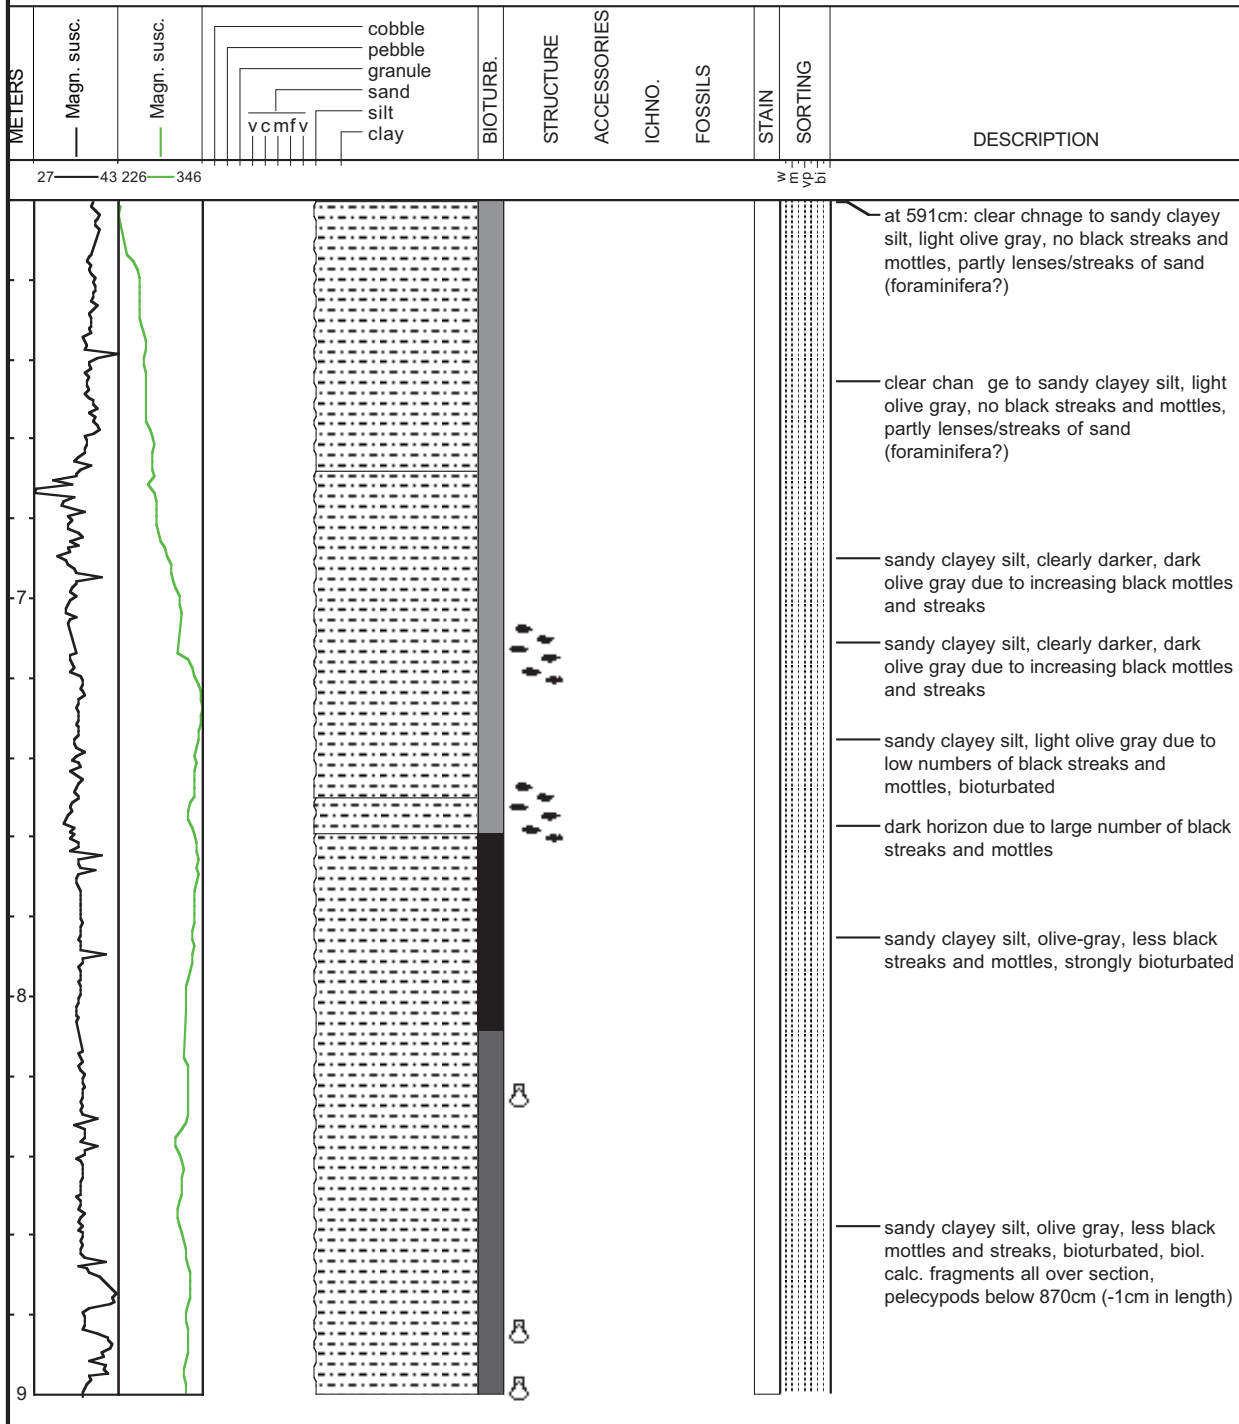 METERS
Magn. susc.
Magn. susc.
cobble
pebble
granule
sand
silt
clay
v c m f v
BIOTURB.
STRUCTURE
ACCESSORIES
ICHNO.
FOSSILS
STAIN
SORTING
DESCRIPTION
27 43 226 346
w
m
vp
bi
at 591cm: clear chnage to sandy clayey
silt, light olive gray, no black streaks and
mottles, partly lenses/streaks of sand
(foraminifera?)
clear chan ge to sandy clayey silt, light
olive gray, no black streaks and mottles,
partly lenses/streaks of sand
(foraminifera?)
sandy clayey silt, clearly darker, dark
olive gray due to increasing black mottles
and streaks
7
sandy clayey silt, clearly darker, dark
olive gray due to increasing black mottles
and streaks
sandy clayey silt, light olive gray due to
low numbers of black streaks and
mottles, bioturbated
dark horizon due to large number of black
streaks and mottles
sandy clayey silt, olive-gray, less black
streaks and mottles, strongly bioturbated
8
sandy clayey silt, olive gray, less black
mottles and streaks, bioturbated, biol.
calc. fragments all over section,
pelecypods below 870cm (-1cm in length)
9